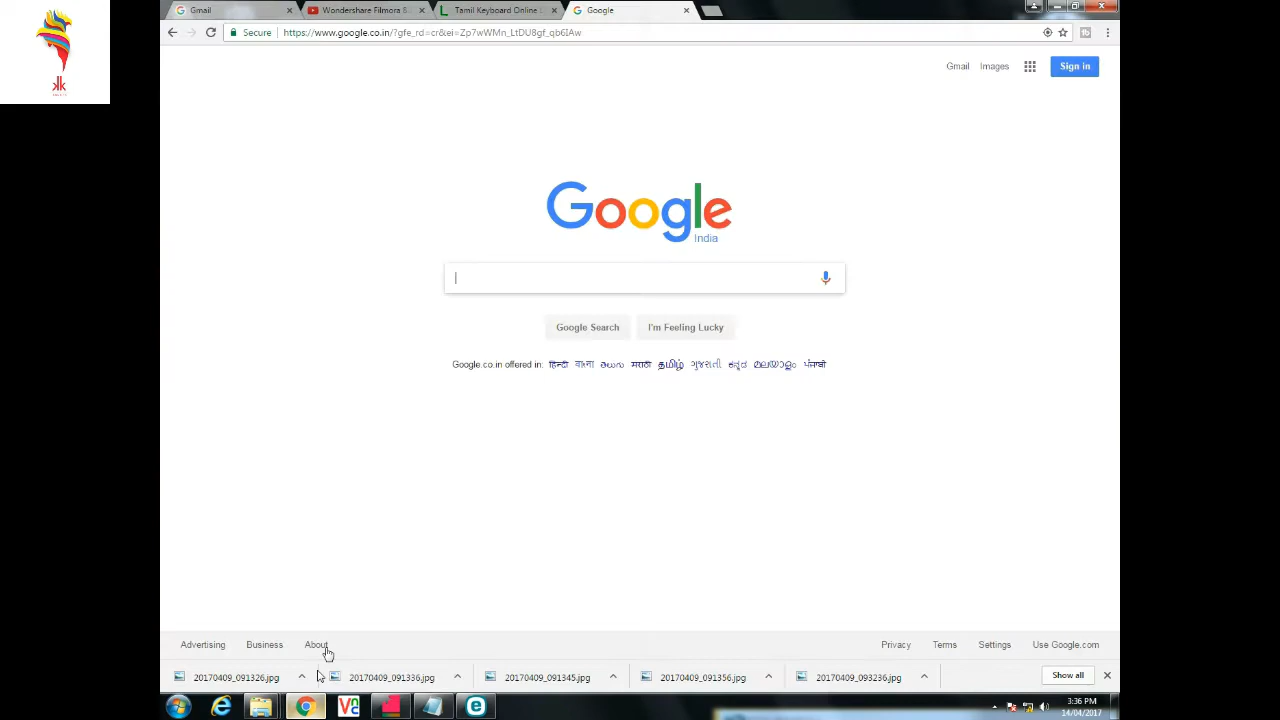 Gmail
Wondershare Filmora 8
Tamil Keyboard Online L
Google
Secure
https://www.google.co.in/?gfe_rd=cr&ei=Zp7wWMn_LtDU8gf_qb6IAw
Gmail Images
Sign in
Google
India
Google Search I'm Feeling Lucky
Google.co.in offered in: हिन्दी বাংলা తెలుగు मराठी தமிழ் ગુજરાતી ಕನ್ನಡ മലയാളം ਪੰਜਾਬੀ
Advertising Business About
Privacy Terms Settings Use Google.com
20170409_091326.jpg
20170409_091336.jpg
20170409_091345.jpg
20170409_091356.jpg
20170409_093236.jpg
Show all
3:36 PM
14/04/2017